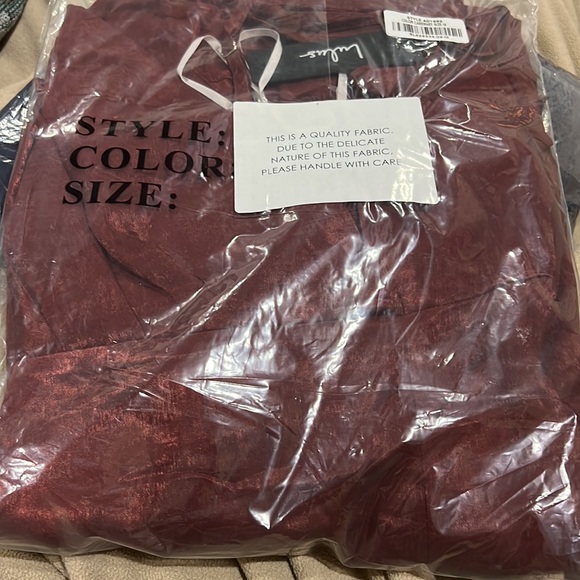 lulus
STYLE:
COLOR:
SIZE:
THIS IS A QUALITY FABRIC.
DUE TO THE DELICATE
NATURE OF THIS FABRIC,
PLEASE HANDLE WITH CARE